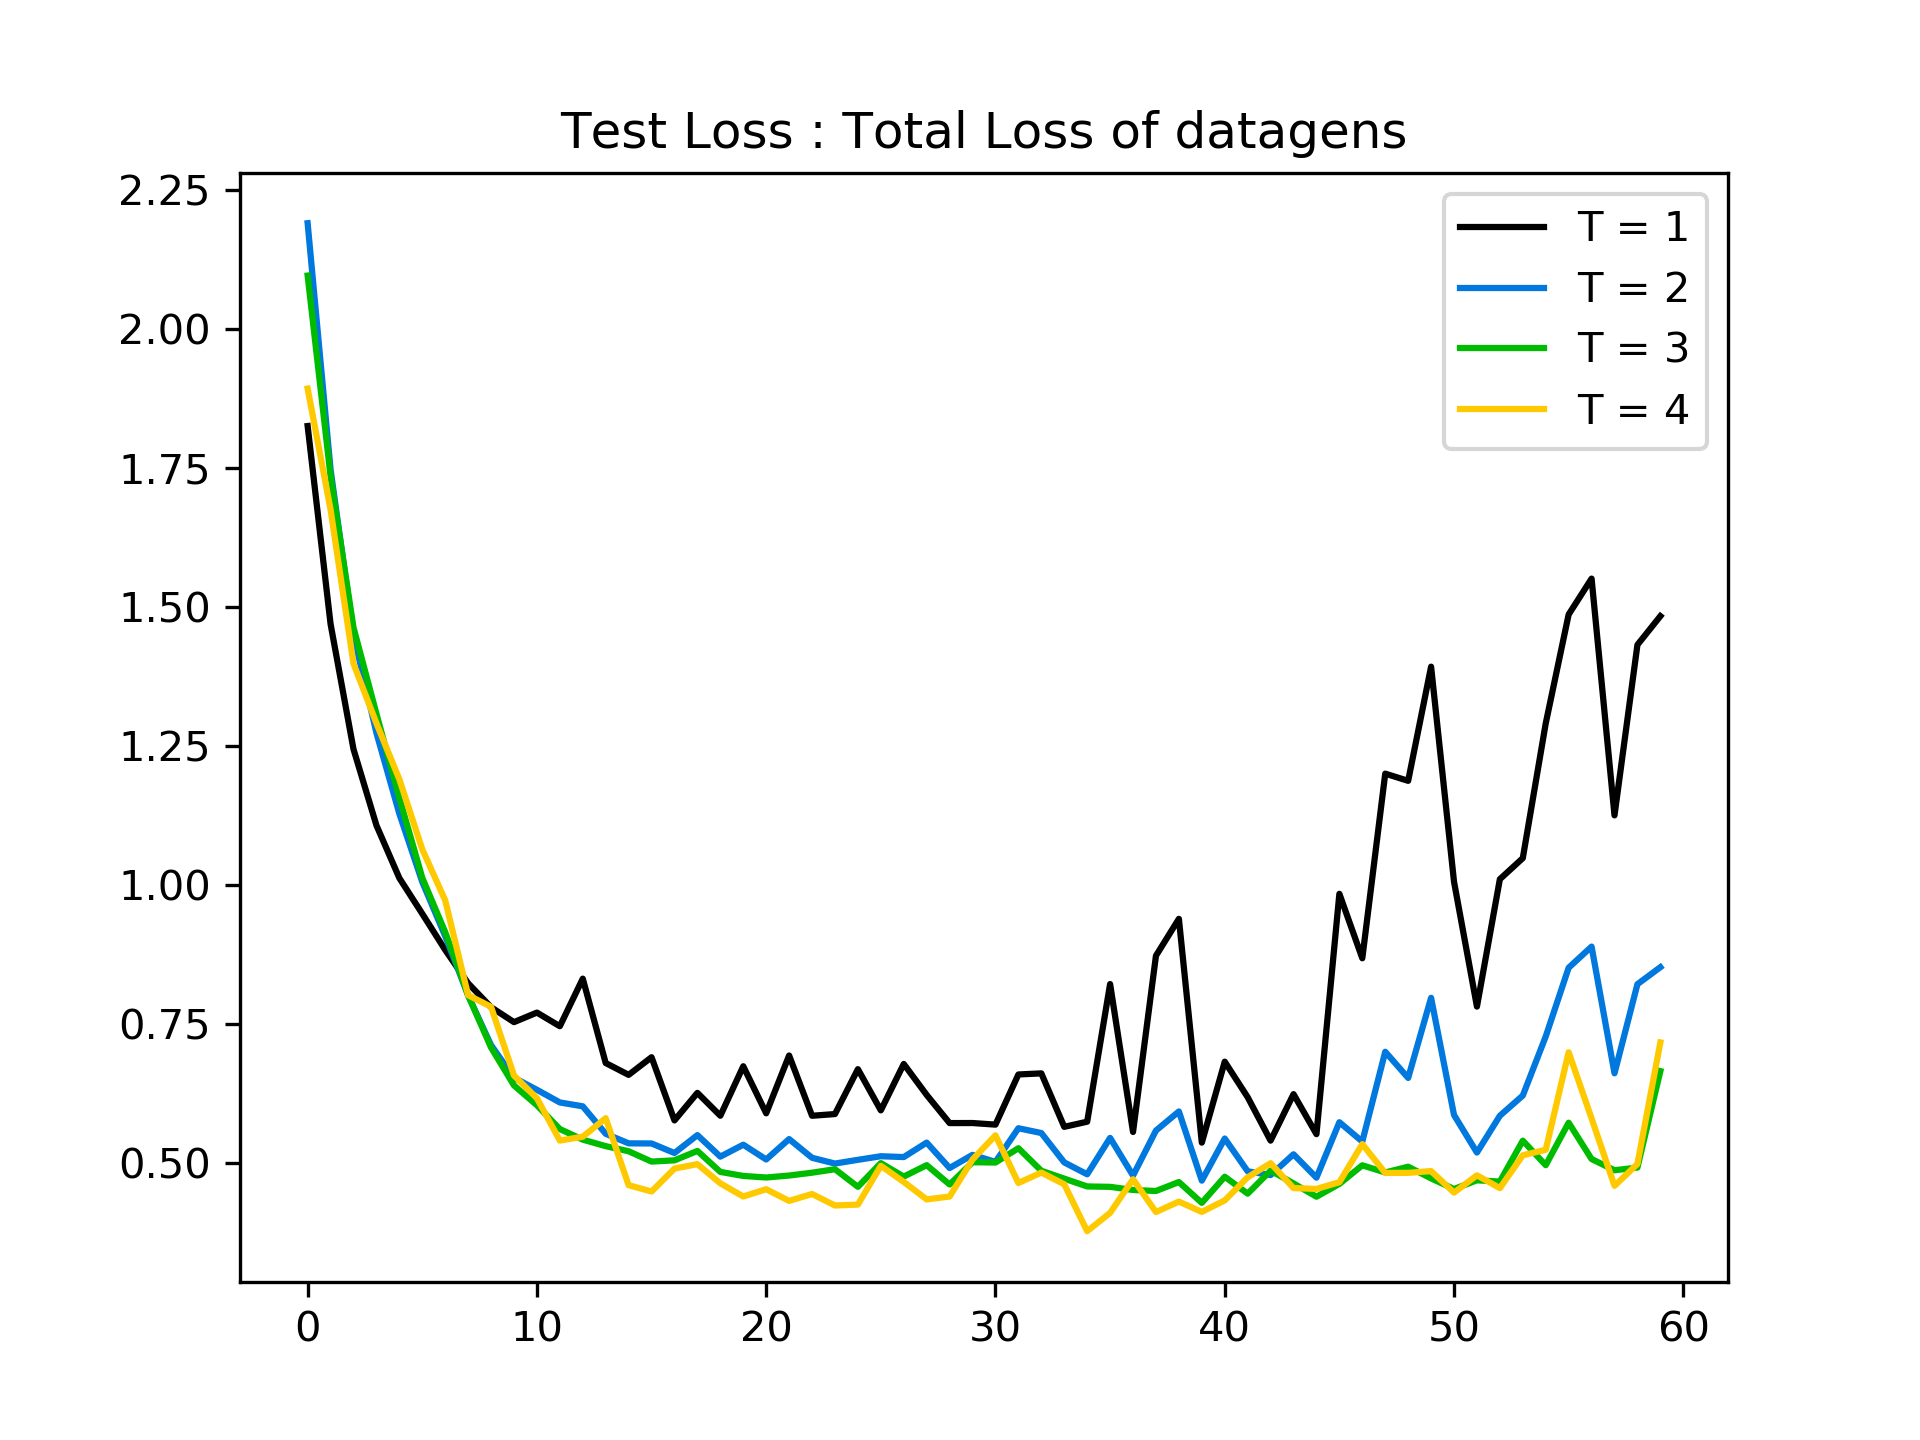 Test Loss : Total Loss of datagens
2.25
2.00
1.75
1.50
1.25
1.00
0.75
0.50
T = 1
T = 2
T = 3
T = 4
0 10 20 30 40 50 60